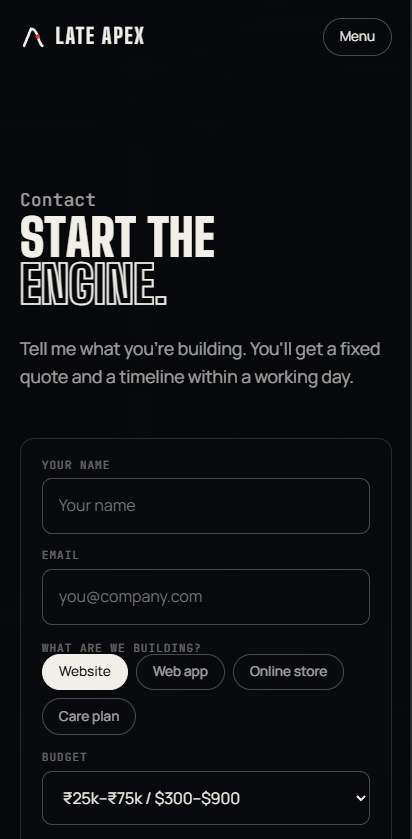 LATE APEX
Menu
Contact
START THE
ENGINE.
Tell me what you're building. You'll get a fixed
quote and a timeline within a working day.
YOUR NAME
Your name
EMAIL
you@company.com
WHAT ARE WE BUILDING?
Website
Web app
Online store
Care plan
BUDGET
₹25k–₹75k / $300–$900